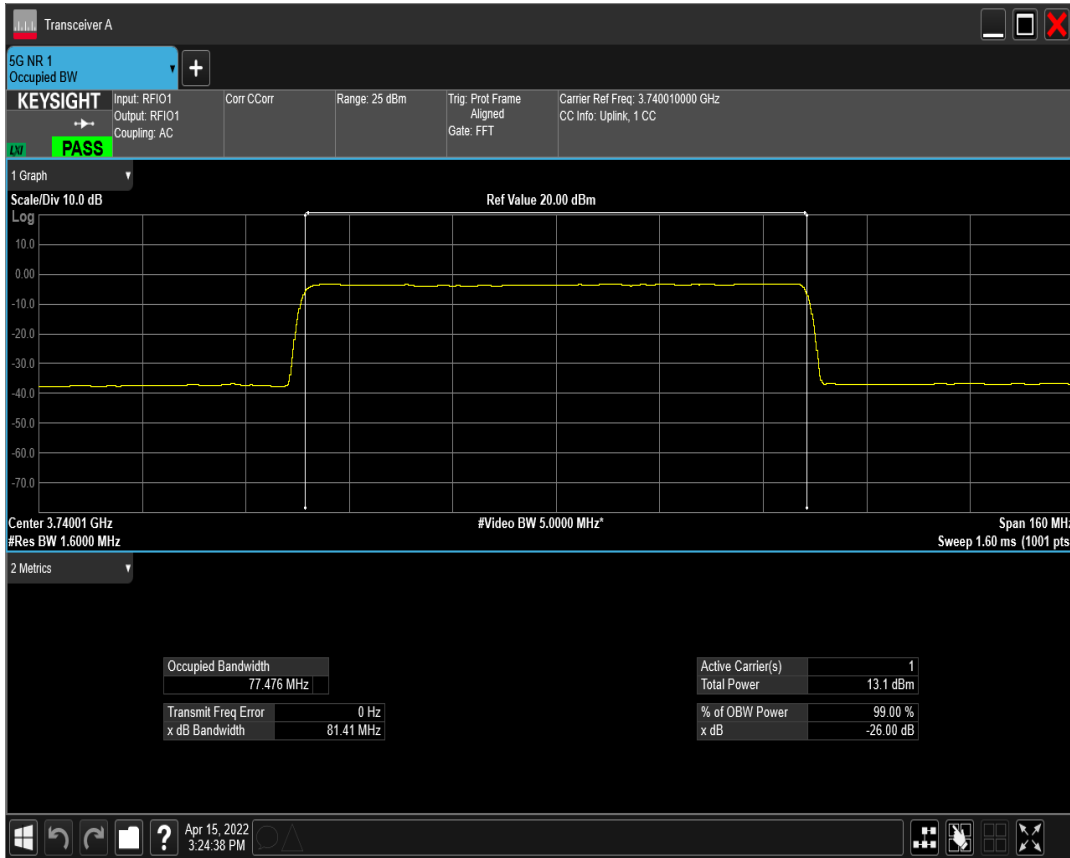 Transceiver A
5G NR 1
Occupied BW
+
KEYSIGHT
LXI
PASS
Input: RFIO1
Output: RFIO1
Coupling: AC
Corr CCorr
Range: 25 dBm
Trig: Prot Frame
Aligned
Gate: FFT
Carrier Ref Freq: 3.740010000 GHz
CC Info: Uplink, 1 CC
1 Graph
Scale/Div 10.0 dB
Ref Value 20.00 dBm
Log
10.0
0.00
-10.0
-20.0
-30.0
-40.0
-50.0
-60.0
-70.0
Center 3.74001 GHz
#Video BW 5.0000 MHz*
Span 160 MHz
#Res BW 1.6000 MHz
Sweep 1.60 ms (1001 pts
2 Metrics
Occupied Bandwidth
77.476 MHz
Transmit Freq Error 0 Hz
x dB Bandwidth 81.41 MHz
Active Carrier(s) 1
Total Power 13.1 dBm
% of OBW Power 99.00 %
x dB -26.00 dB
?
Apr 15, 2022
3:24:38 PM